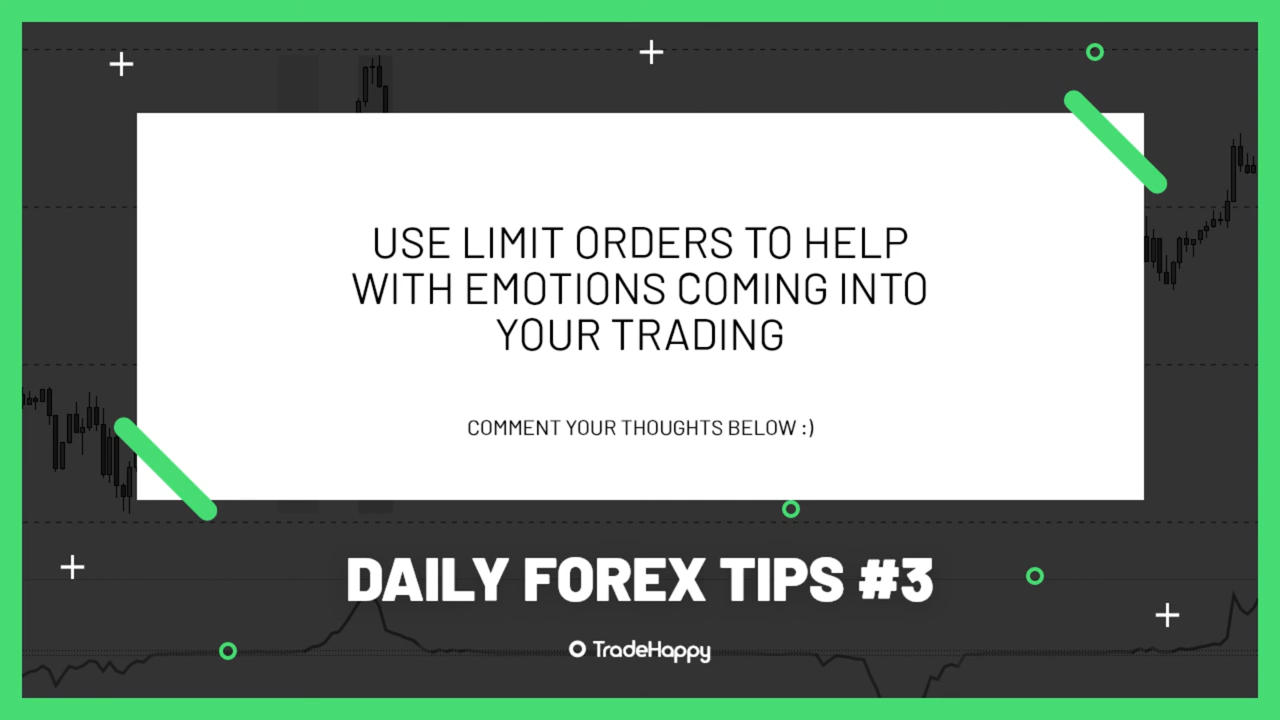 USE LIMIT ORDERS TO HELP
WITH EMOTIONS COMING INTO
YOUR TRADING
COMMENT YOUR THOUGHTS BELOW :)
DAILY FOREX TIPS #3
TradeHappy